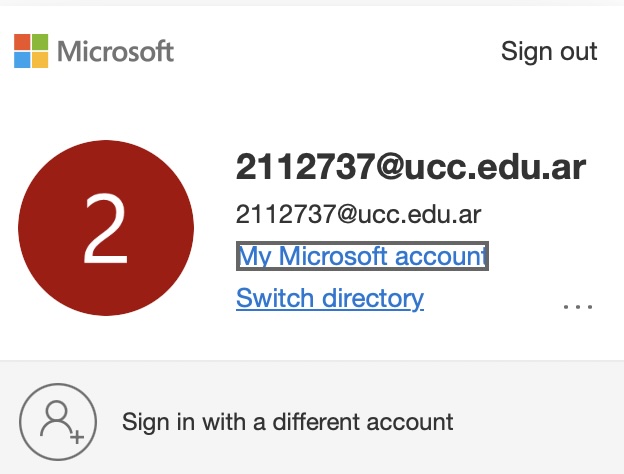 Microsoft
Sign out
2
2112737@ucc.edu.ar
2112737@ucc.edu.ar
My Microsoft account
Switch directory
...
Sign in with a different account